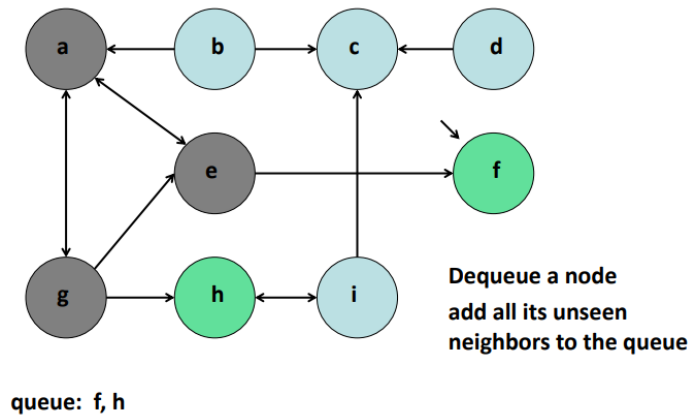 a
b
c
d
e
f
g
h
i
Dequeue a node
add all its unseen
neighbors to the queue
queue: f, h